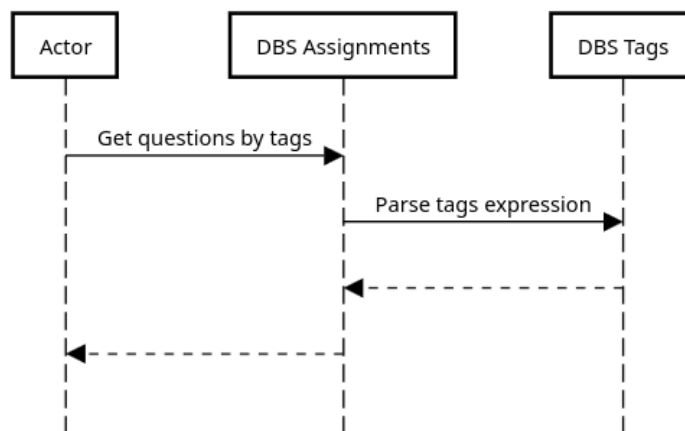 Actor
DBS Assignments
DBS Tags
Get questions by tags
Parse tags expression